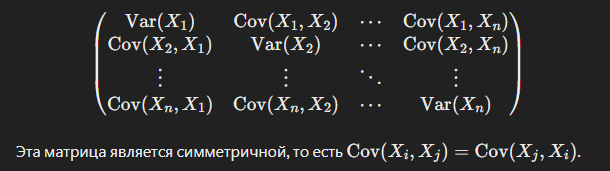 Var(X₁) Cov(X₁, X₂) ⋯ Cov(X₁, Xₙ)
Cov(X₂, X₁) Var(X₂) ⋯ Cov(X₂, Xₙ)
⋮ ⋮ ⋱ ⋮
Cov(Xₙ, X₁) Cov(Xₙ, X₂) ⋯ Var(Xₙ)
Эта матрица является симметричной, то есть Cov(Xᵢ, Xⱼ) = Cov(Xⱼ, Xᵢ).